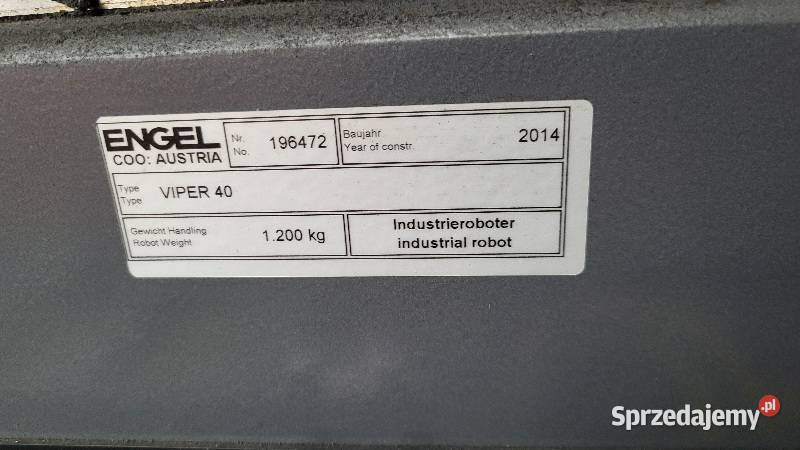 ENGEL
COO: AUSTRIA
Nr.
No.
196472
Baujahr
Year of constr.
2014
Type
Type
VIPER 40
Gewicht Handling
Robot Weight
1.200 kg
Industrieroboter
industrial robot
Sprzedajemy.pl